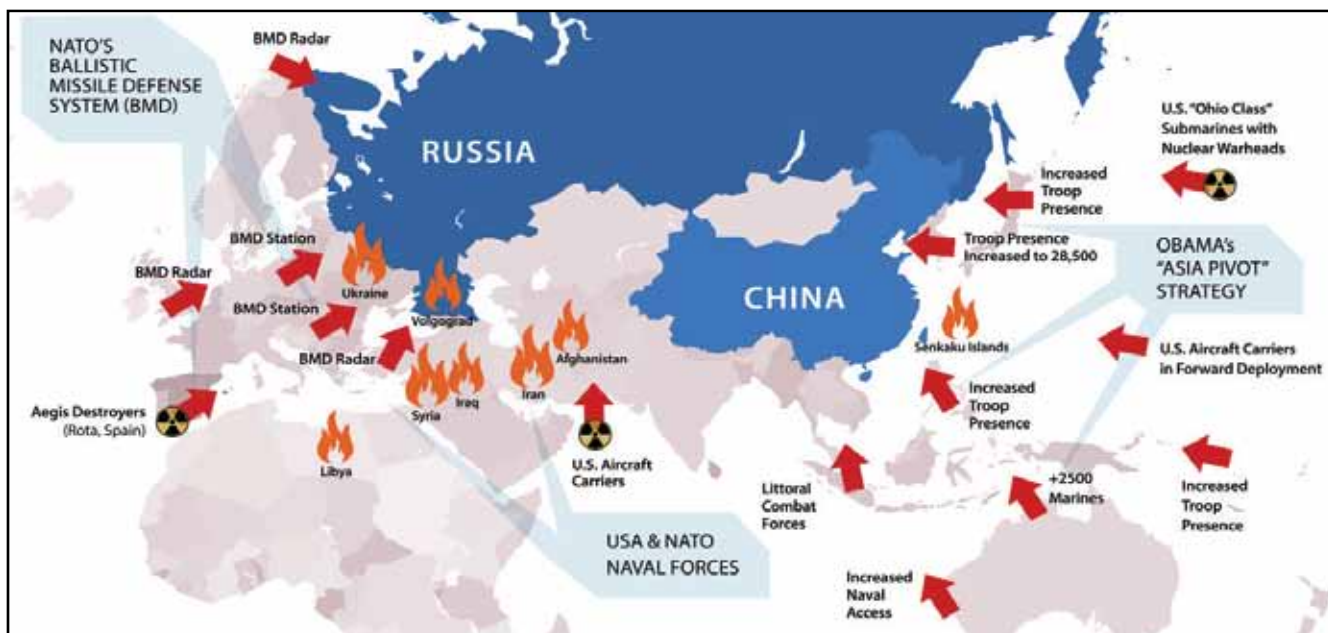 NATO'S
BALLISTIC
MISSILE DEFENSE
SYSTEM (BMD)
BMD Radar
RUSSIA
U.S. "Ohio Class"
Submarines with
Nuclear Warheads
Increased
Troop
Presence
Troop Presence
Increased to 28,500
OBAMA's
"ASIA PIVOT"
STRATEGY
BMD Station
BMD Radar
Ukraine
BMD Station
Volgograd
BMD Radar
CHINA
Afghanistan
Senkaku Islands
U.S. Aircraft Carriers
in Forward Deployment
Syria
Iraq
Iran
Increased
Troop
Presence
Aegis Destroyers
(Rota, Spain)
Libya
U.S. Aircraft
Carriers
Littoral
Combat
Forces
+2500
Marines
Increased
Troop
Presence
USA & NATO
NAVAL FORCES
Increased
Naval
Access